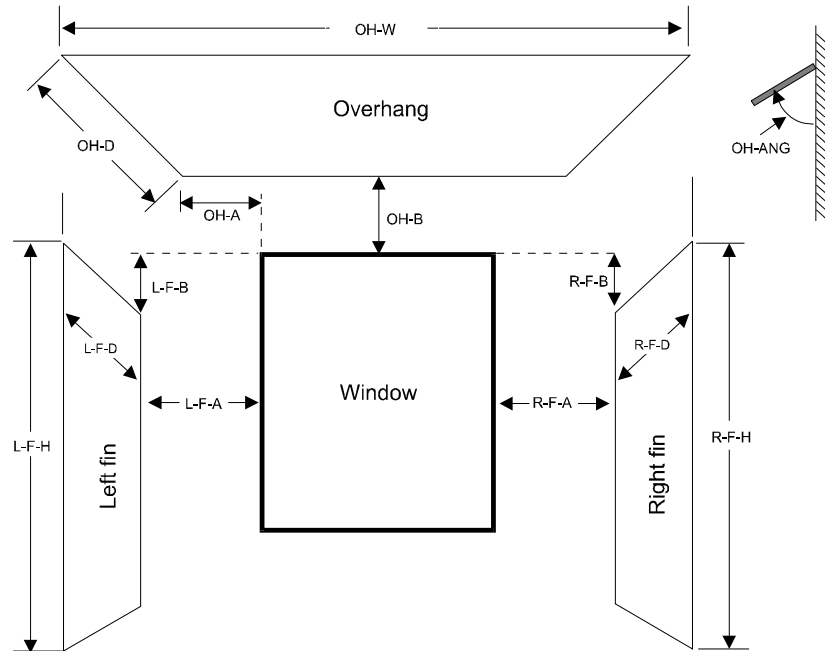 OH-W
Overhang
OH-D
OH-ANG
OH-A
OH-B
L-F-B
R-F-B
L-F-D
R-F-D
Window
L-F-A
R-F-A
L-F-H
R-F-H
Left fin
Right fin